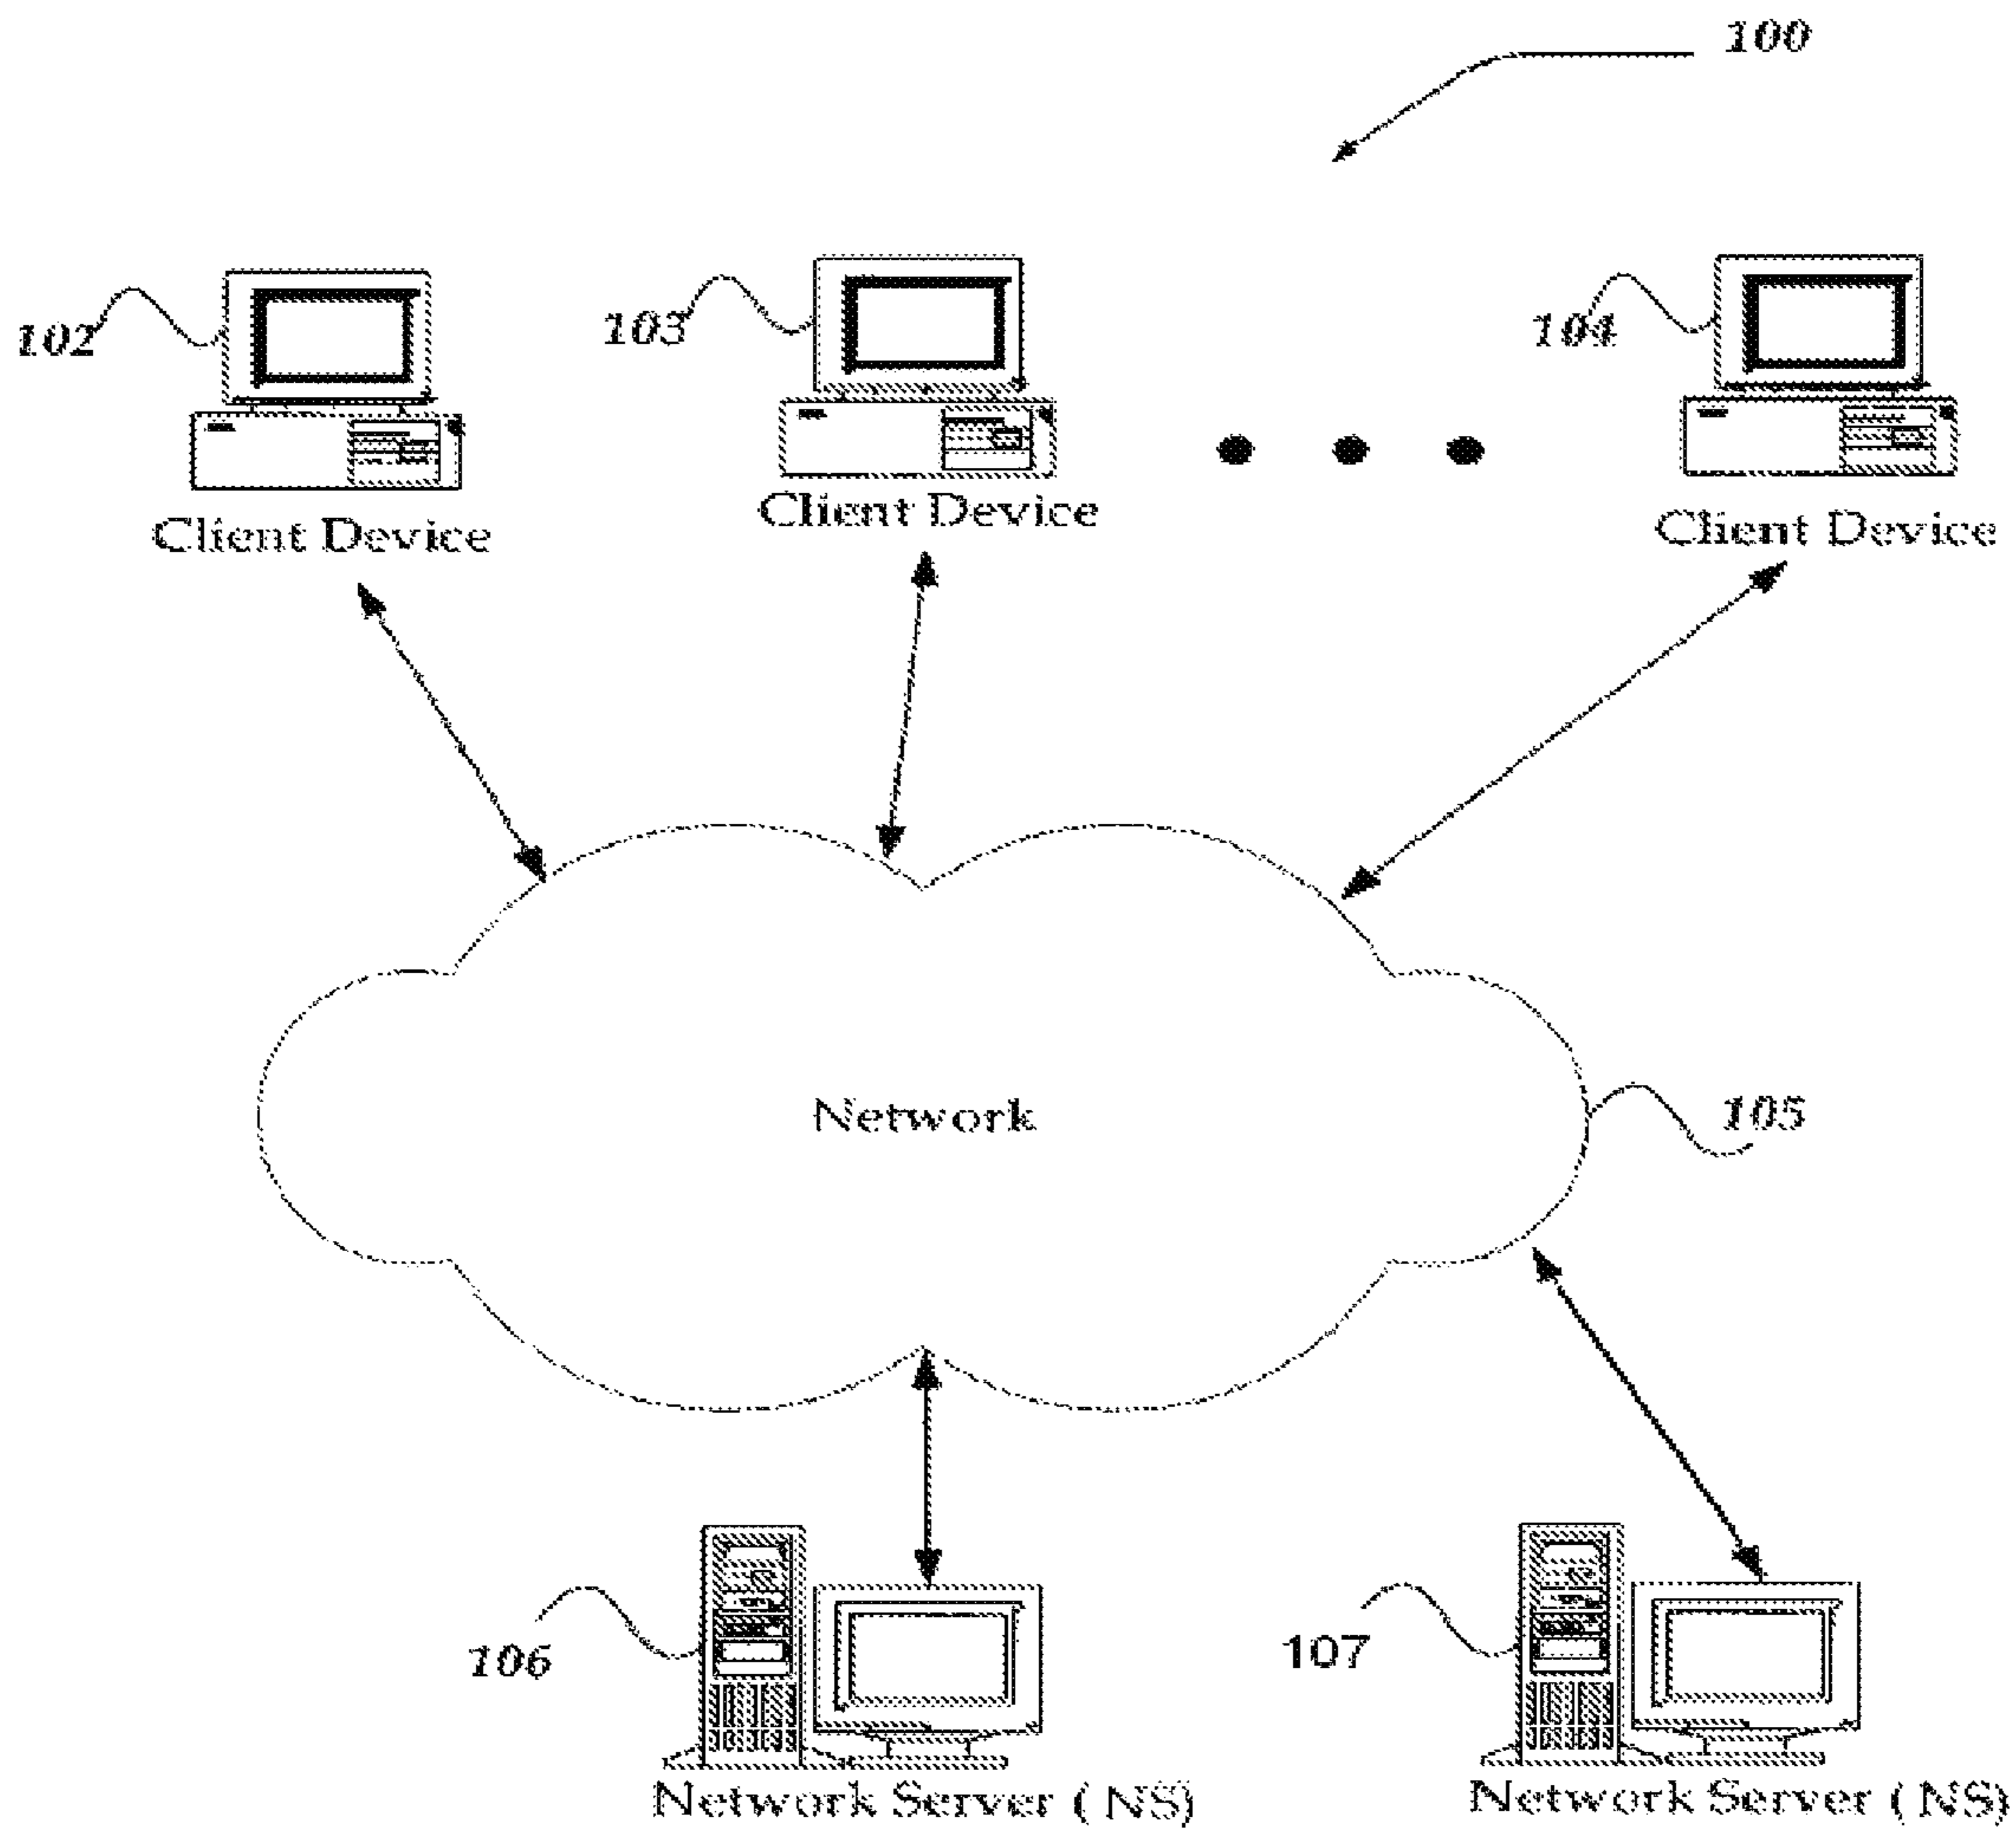 100
102
103
104
Client Device
Client Device
Client Device
Network
105
106
107
Network Server ( NS)
Network Server ( NS)